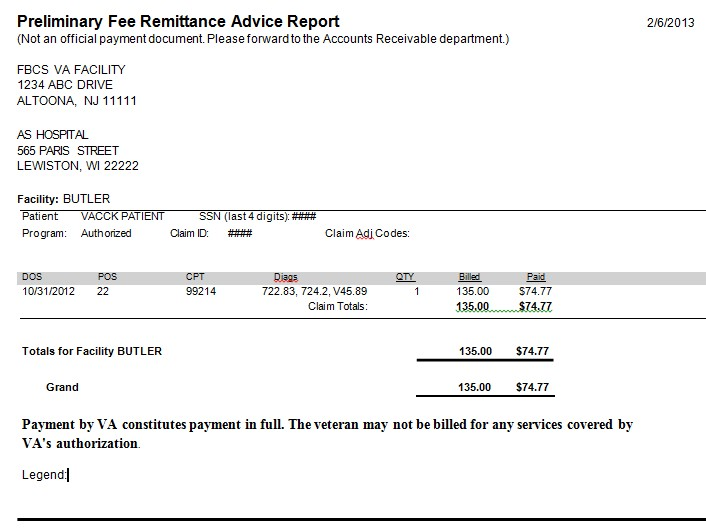 Preliminary Fee Remittance Advice Report 2/6/2013
(Not an official payment document. Please forward to the Accounts Receivable department.)
FBCS VA FACILITY
1234 ABC DRIVE
ALTOONA, NJ 11111
AS HOSPITAL
565 PARIS STREET
LEWISTON, WI 22222
Facility: BUTLER
Patient VACCK PATIENT SSN (last 4 digits): ####
Program: Authorized Claim ID: #### Claim Adj Codes:
DOS POS CPT Diags QTY Billed Paid
10/31/2012 22 99214 722.83, 724.2, V45.89 1 135.00 $74.77
Claim Totals: 135.00 $74.77
Totals for Facility BUTLER 135.00 $74.77
Grand 135.00 $74.77
Payment by VA constitutes payment in full. The veteran may not be billed for any services covered by
VA's authorization.
Legend: